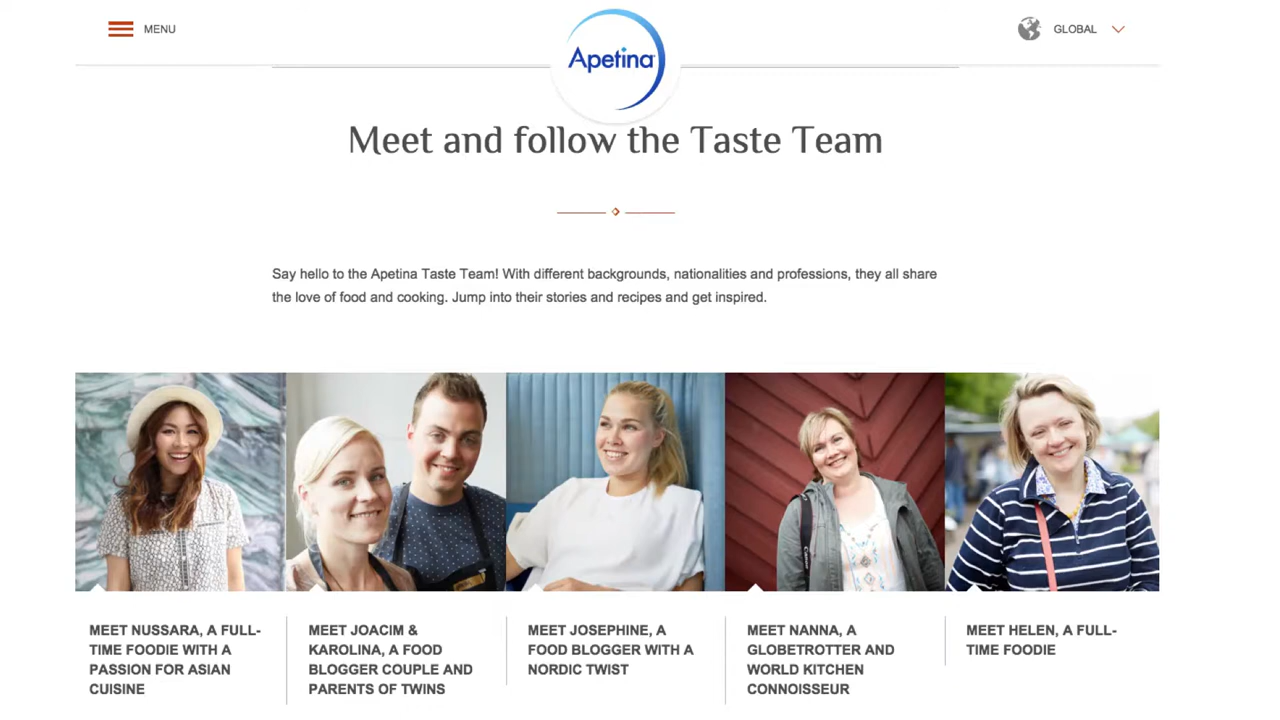 MENU
Apetina
GLOBAL
Meet and follow the Taste Team
Say hello to the Apetina Taste Team! With different backgrounds, nationalities and professions, they all share
the love of food and cooking. Jump into their stories and recipes and get inspired.
MEET NUSSARA, A FULL-
TIME FOODIE WITH A
PASSION FOR ASIAN
CUISINE
MEET JOACIM &
KAROLINA, A FOOD
BLOGGER COUPLE AND
PARENTS OF TWINS
MEET JOSEPHINE, A
FOOD BLOGGER WITH A
NORDIC TWIST
MEET NANNA, A
GLOBETROTTER AND
WORLD KITCHEN
CONNOISSEUR
MEET HELEN, A FULL-
TIME FOODIE